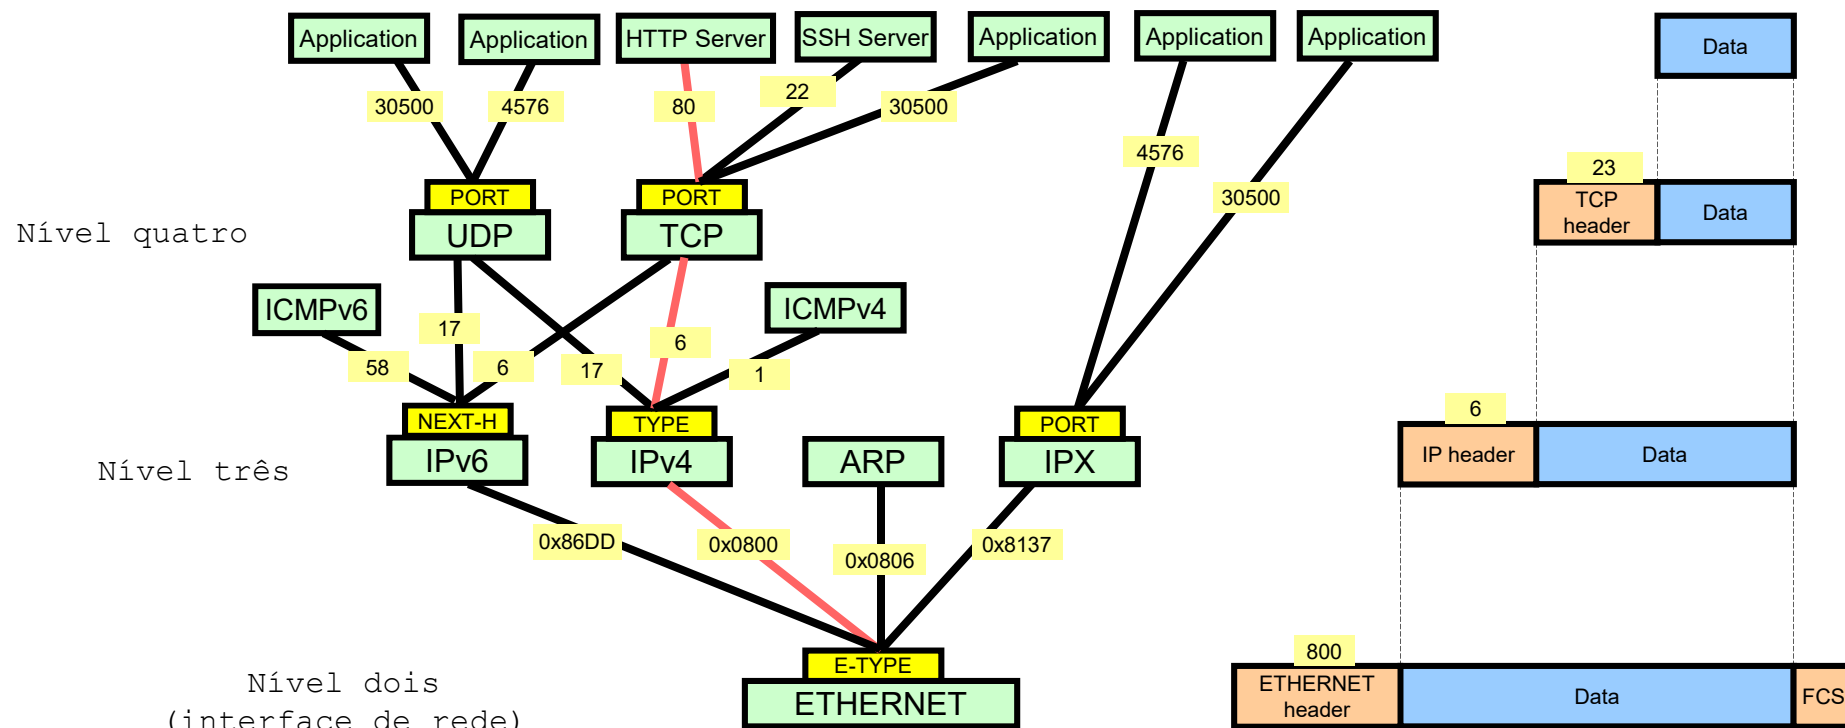 Application
Application
HTTP Server
SSH Server
Application
Application
Application
Data
30500
4576
80
22
30500
4576
30500
23
PORT
PORT
TCP
header
Data
Nível quatro
UDP
TCP
ICMPv6
ICMPv4
17
6
58
6
17
1
6
NEXT-H
TYPE
PORT
IPv6
IPv4
ARP
IPX
IP header
Data
Nível três
0x86DD
0x0800
0x0806
0x8137
800
E-TYPE
ETHERNET
ETHERNET
header
Data
FCS
Nível dois
(interface de rede)